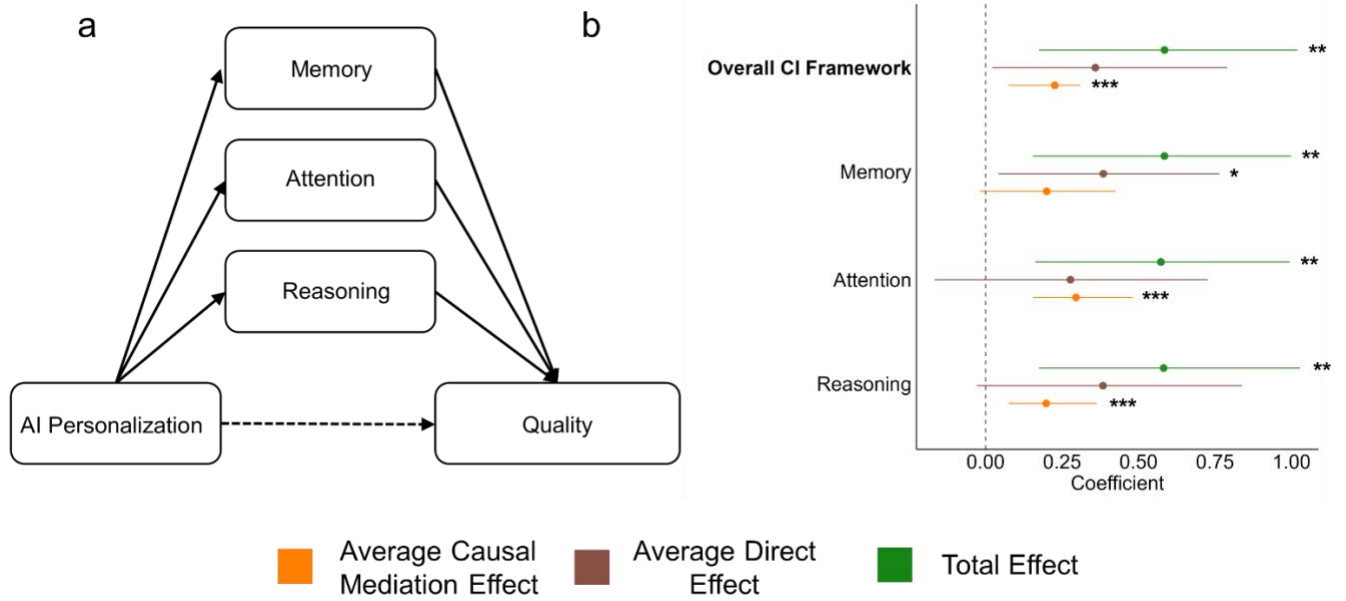 a
Memory
Attention
Reasoning
AI Personalization
Quality
b
Overall CI Framework
**
***
Memory
**
*
Attention
**
***
Reasoning
**
***
0.00 0.25 0.50 0.75 1.00
Coefficient
Average Causal
Mediation Effect
Average Direct
Effect
Total Effect